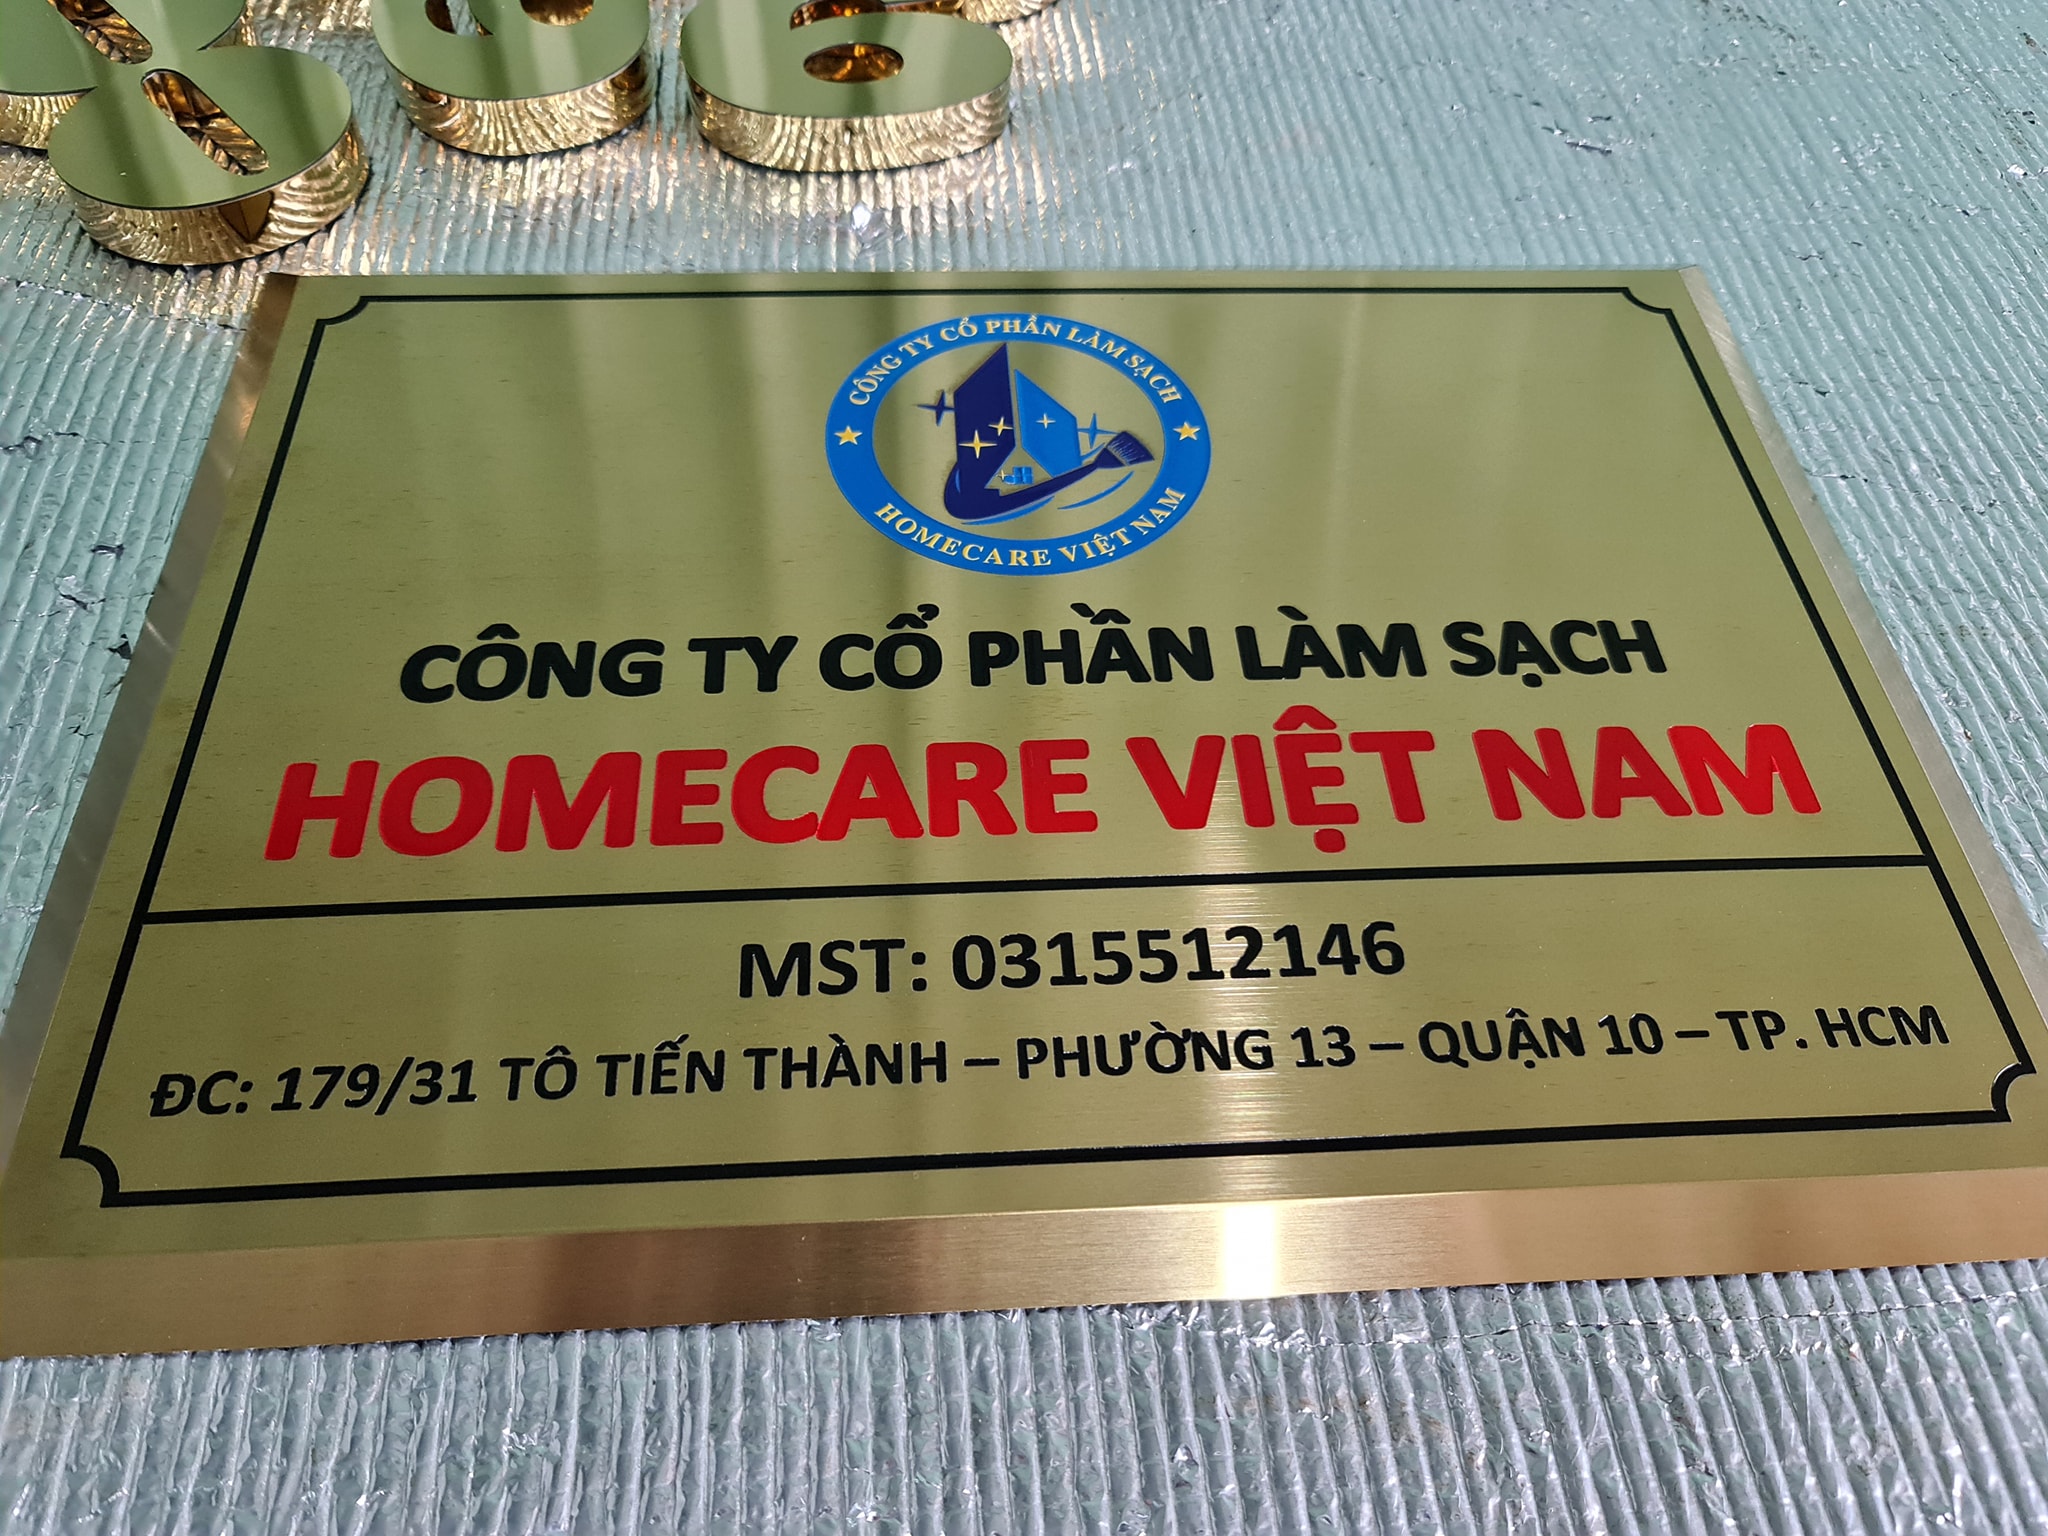 CÔNG TY CỔ PHẦN LÀM SẠCH
HOMECARE VIỆT NAM
CÔNG TY CỔ PHẦN LÀM SẠCH
HOMECARE VIỆT NAM
MST: 0315512146
ĐC: 179/31 TÔ TIẾN THÀNH – PHƯỜNG 13 – QUẬN 10 – TP. HCM